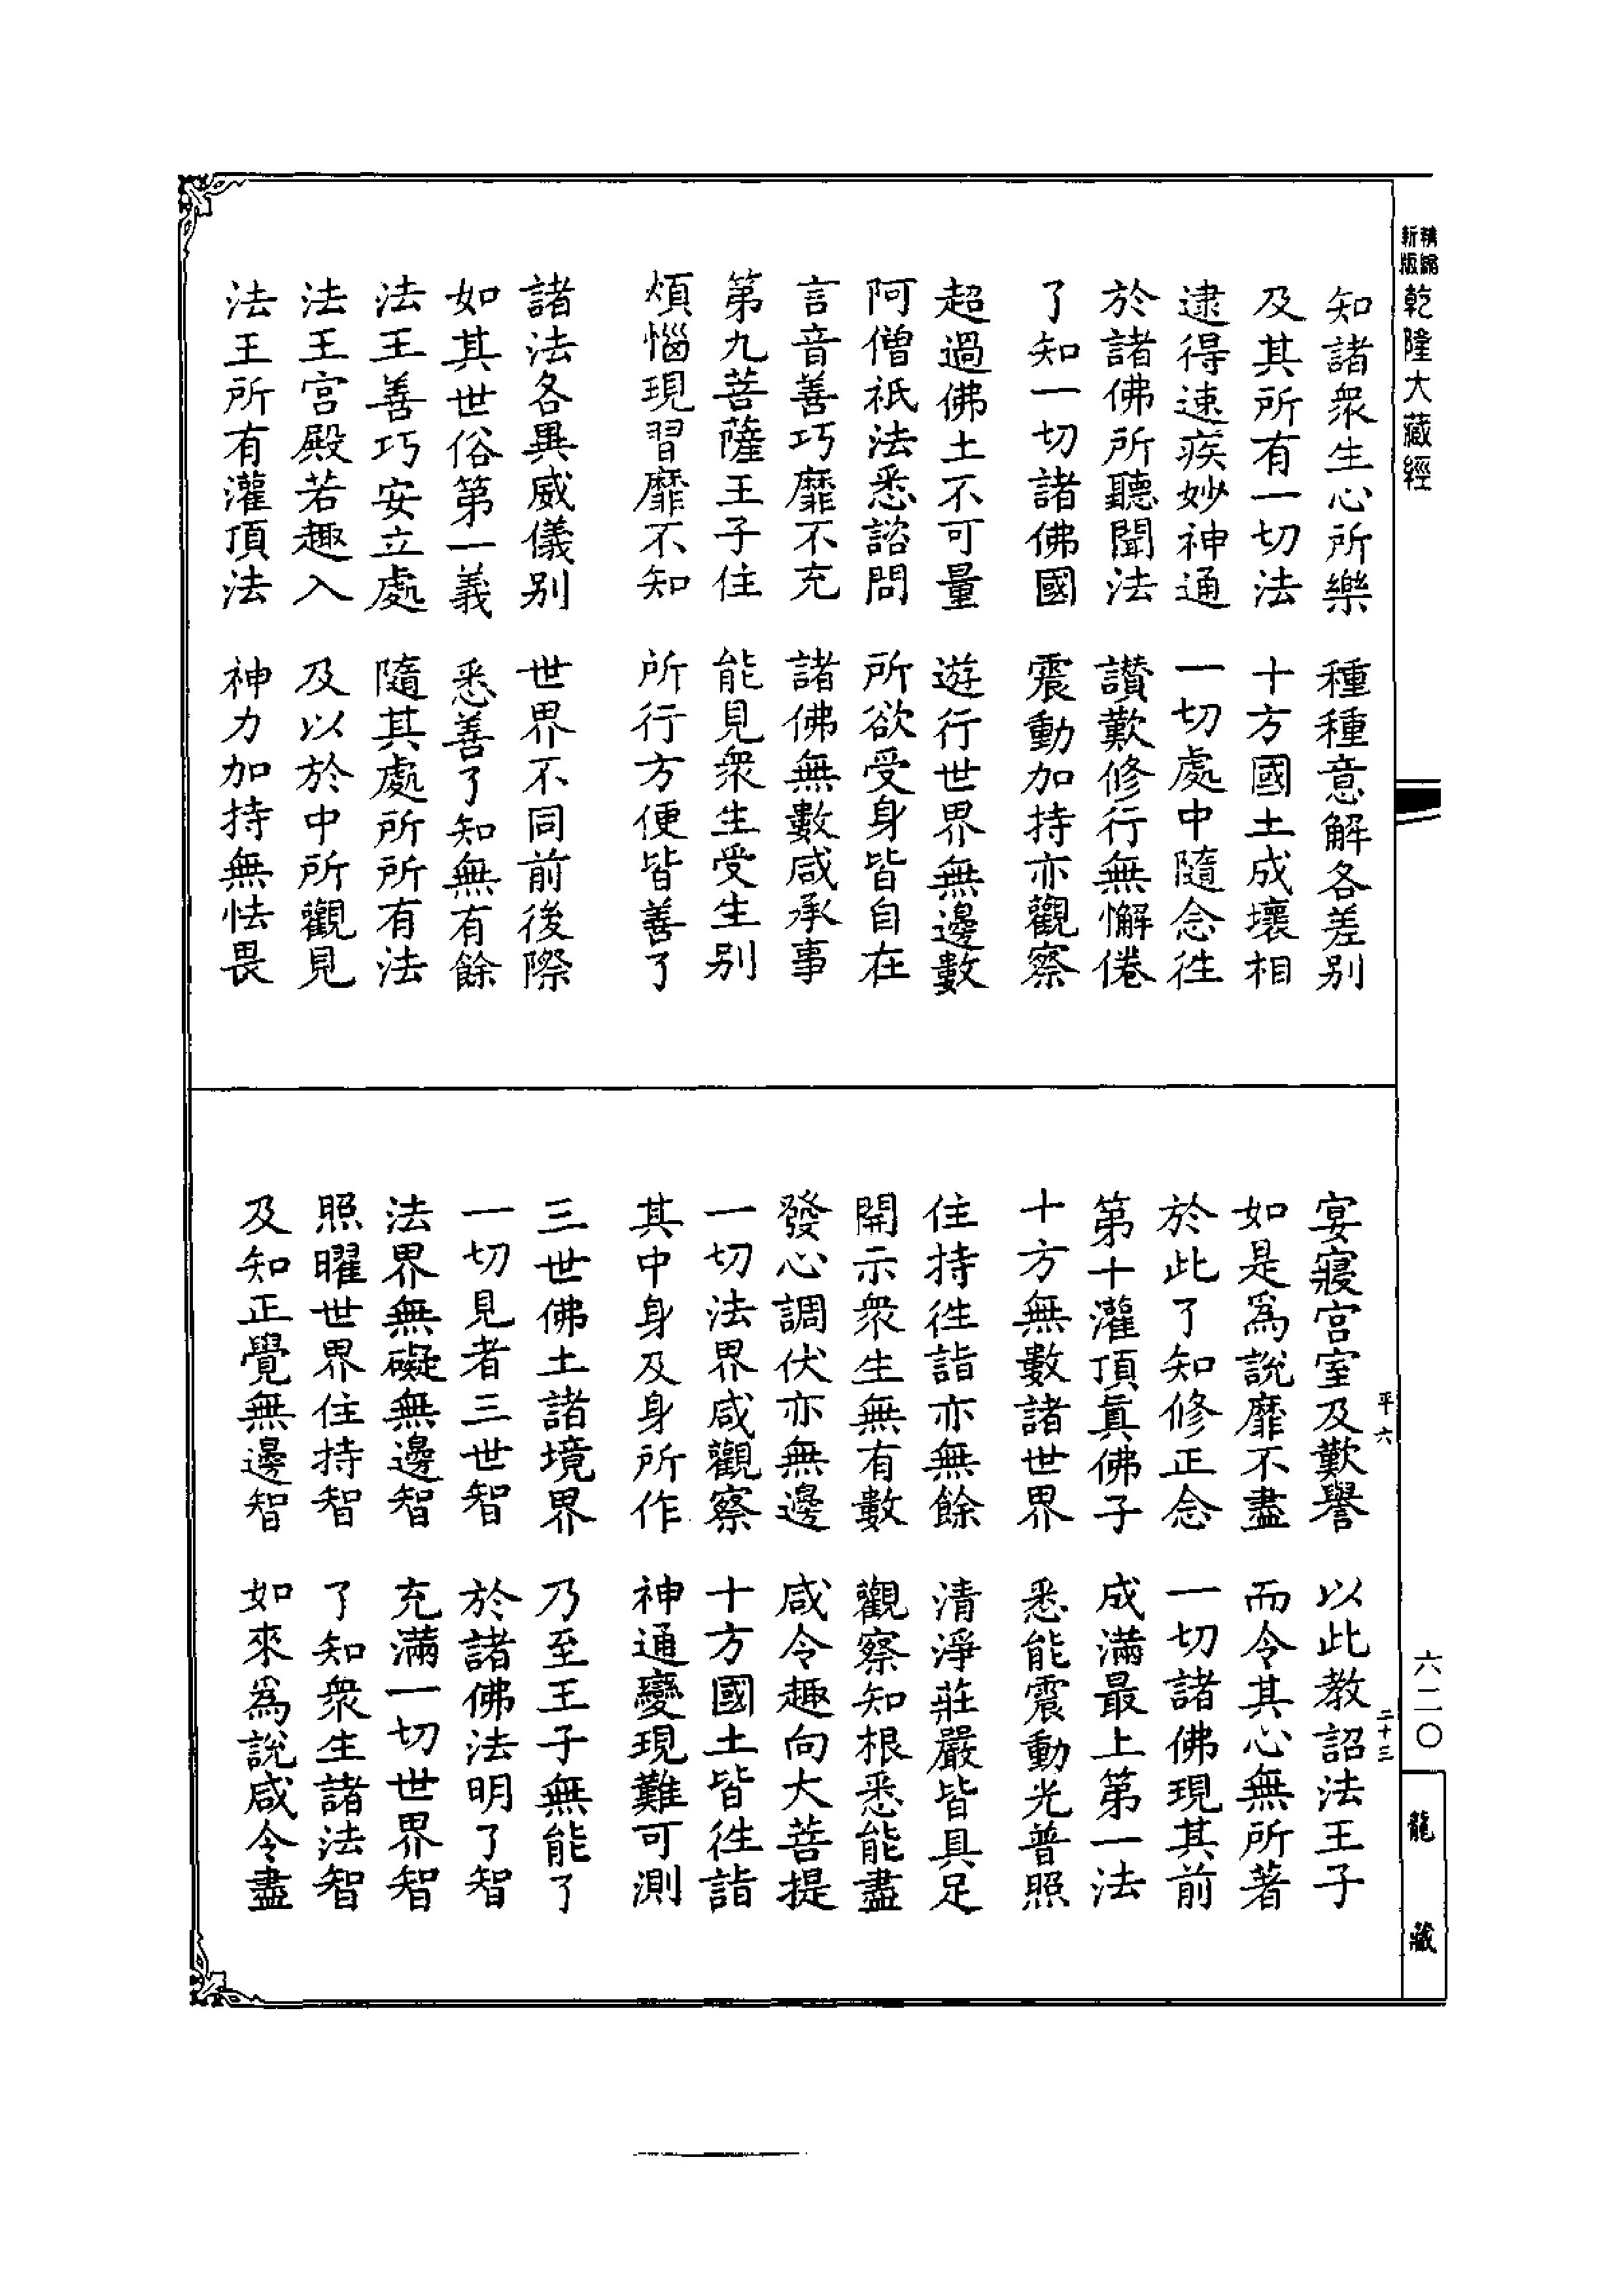 新版精縮乾隆大藏經
知諸衆生心所樂　種種意解各差别
及其所有一切法　十方國土成壞相
逮得速疾妙神通　一切處中隨念徃
於諸佛所聽聞法　讚歎修行無懈倦
了知一切諸佛國　震動加持亦觀察
超過佛土不可量　遊行世界無邊數
阿僧祇法悉諮問　所欲受身皆自在
言音善巧靡不充　諸佛無數咸承事
第九菩薩王子住　能見衆生受生别
煩惱現習靡不知　所行方便皆善了
諸法各異威儀别　世界不同前後際
如其世俗第一義　悉善了知無有餘
法王善巧安立處　隨其處所所有法
法王宫殿若趣入　及以於中所觀見
法王所有灌頂法　神力加持無怯畏
宴寢宫室及歎譽　以此教詔法王子
如是爲說靡不盡　而令其心無所著
於此了知修正念　一切諸佛現其前
第十灌頂眞佛子　成滿最上第一法
十方無數諸世界　悉能震動光普照
住持徃詣亦無餘　清淨莊嚴皆具足
開示衆生無有數　觀察知根悉能盡
發心調伏亦無邊　咸令趣向大菩提
一切法界咸觀察　十方國土皆徃詣
其中身及身所作　神通變現難可測
三世佛土諸境界　乃至王子無能了
一切見者三世智　於諸佛法明了智
法界無礙無邊智　充滿一切世界智
照曜世界住持智　了知衆生諸法智
及知正覺無邊智　如來爲說咸令盡
平六　二十三
六二〇
龍藏